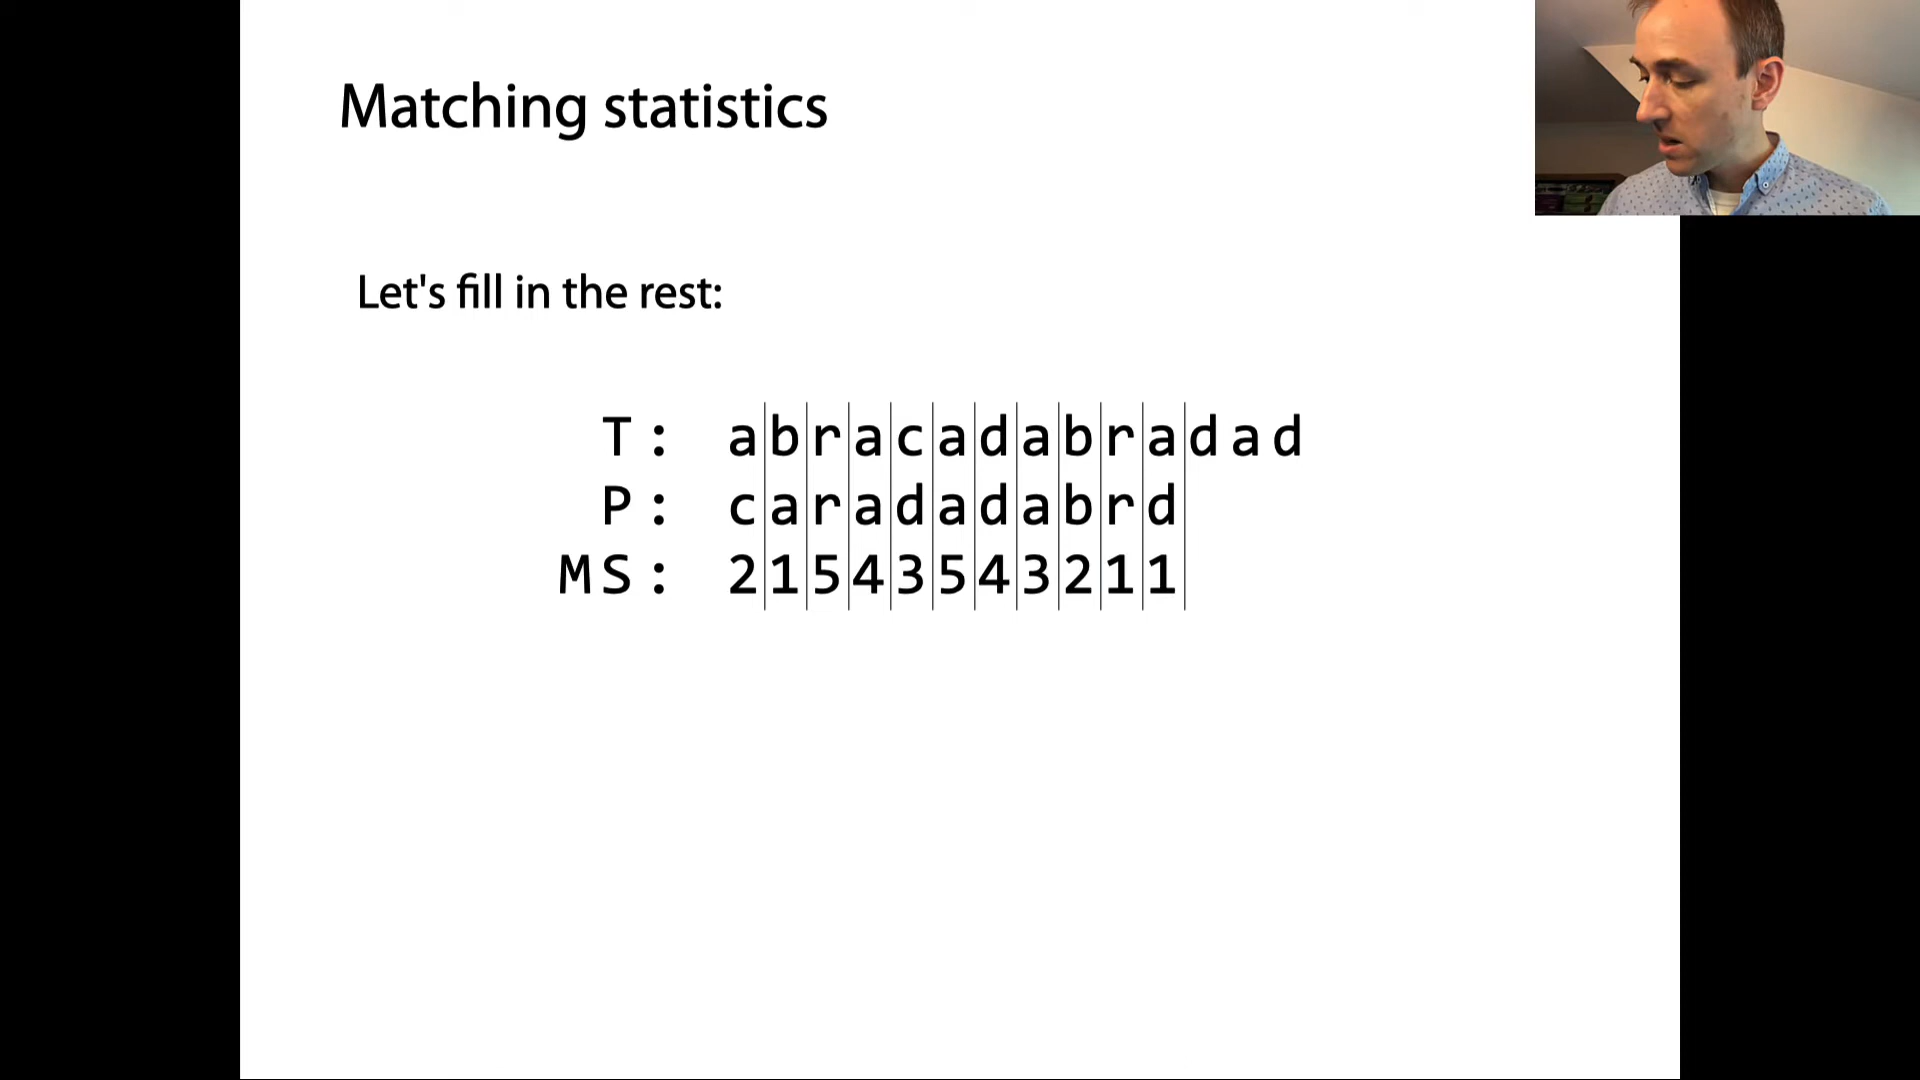 Matching statistics
Let's fill in the rest:
T: abracadabradad
P: caradadabrd
MS: 21543543211